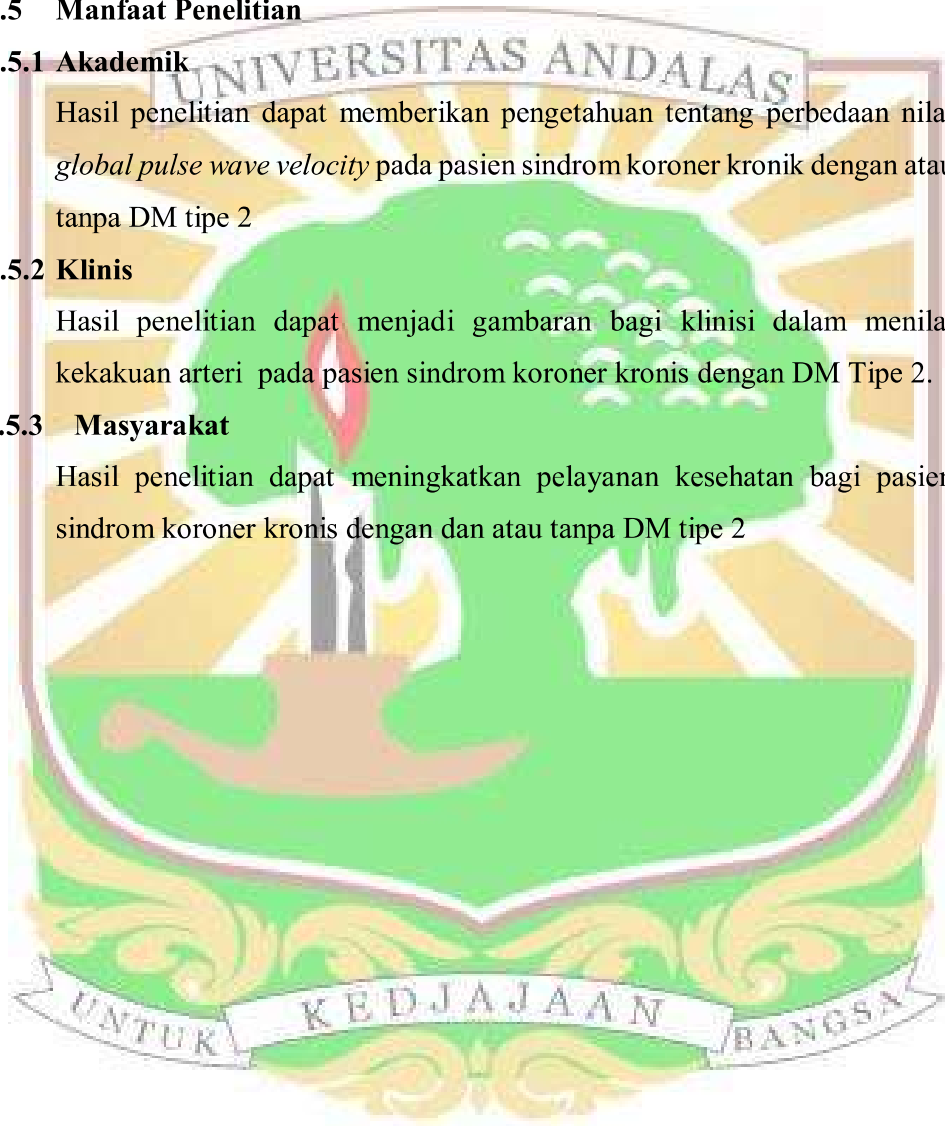 .5 Manfaat Penelitian
UNIVERSITAS ANDALAS
.5.1 Akademik
Hasil penelitian dapat memberikan pengetahuan tentang perbedaan nila
global pulse wave velocity pada pasien sindrom koroner kronik dengan atau
tanpa DM tipe 2
.5.2 Klinis
Hasil penelitian dapat menjadi gambaran bagi klinisi dalam menila
kekakuan arteri pada pasien sindrom koroner kronis dengan DM Tipe 2.
.5.3 Masyarakat
Hasil penelitian dapat meningkatkan pelayanan kesehatan bagi pasien
sindrom koroner kronis dengan dan atau tanpa DM tipe 2
UNTUK KEDJAJAAN BANGSA